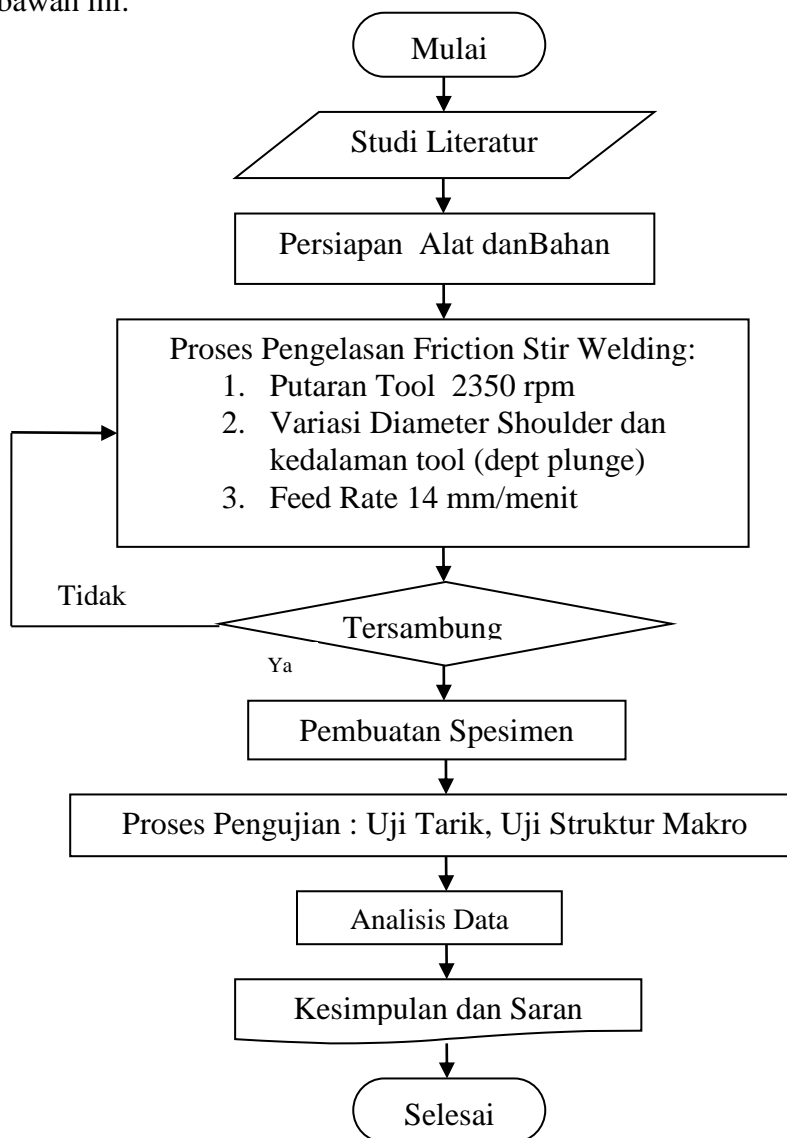 bawah ini.
Mulai
Studi Literatur
Persiapan Alat danBahan
Proses Pengelasan Friction Stir Welding:
1. Putaran Tool 2350 rpm
2. Variasi Diameter Shoulder dan
kedalaman tool (dept plunge)
3. Feed Rate 14 mm/menit
Tidak
Tersambung
Ya
Pembuatan Spesimen
Proses Pengujian : Uji Tarik, Uji Struktur Makro
Analisis Data
Kesimpulan dan Saran
Selesai